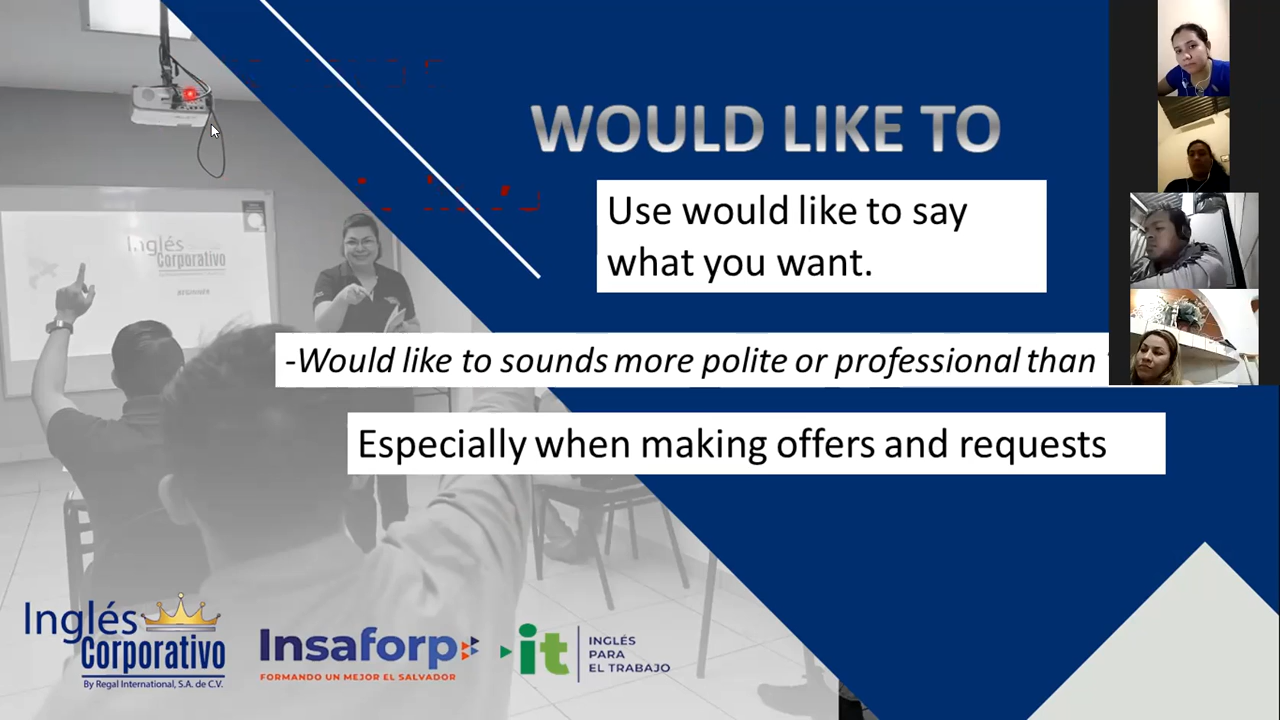 WOULD LIKE TO
Use would like to say
what you want.
-Would like to sounds more polite or professional than
Especially when making offers and requests
Inglés
Corporativo
Inglés
Corporativo
By Regal International, S.A. de C.V.
Insaforp
FORMANDO UN MEJOR EL SALVADOR
it
INGLÉS
PARA
EL TRABAJO